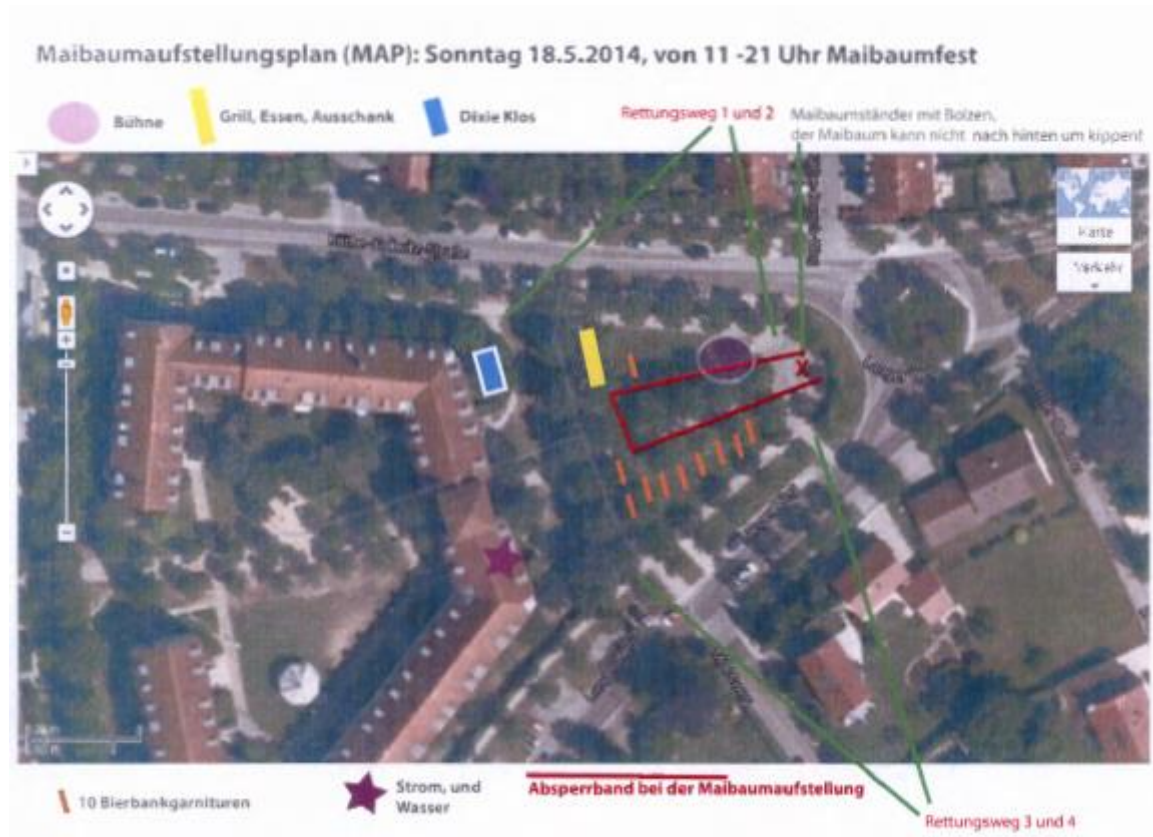 Maibaumaufstellungsplan (MAP): Sonntag 18.5.2014, von 11 -21 Uhr Maibaumfest
Bühne
Grill, Essen, Ausschank
Dixie Klos
Rettungsweg 1 und 2
Maibaumständer mit Bolzen,
der Maibaum kann nicht nach hinten um kippen!
Karte
Verkehr
X
10 Bierbankgarnituren
Strom, und
Wasser
Absperrband bei der Maibaumaufstellung
Rettungsweg 3 und 4